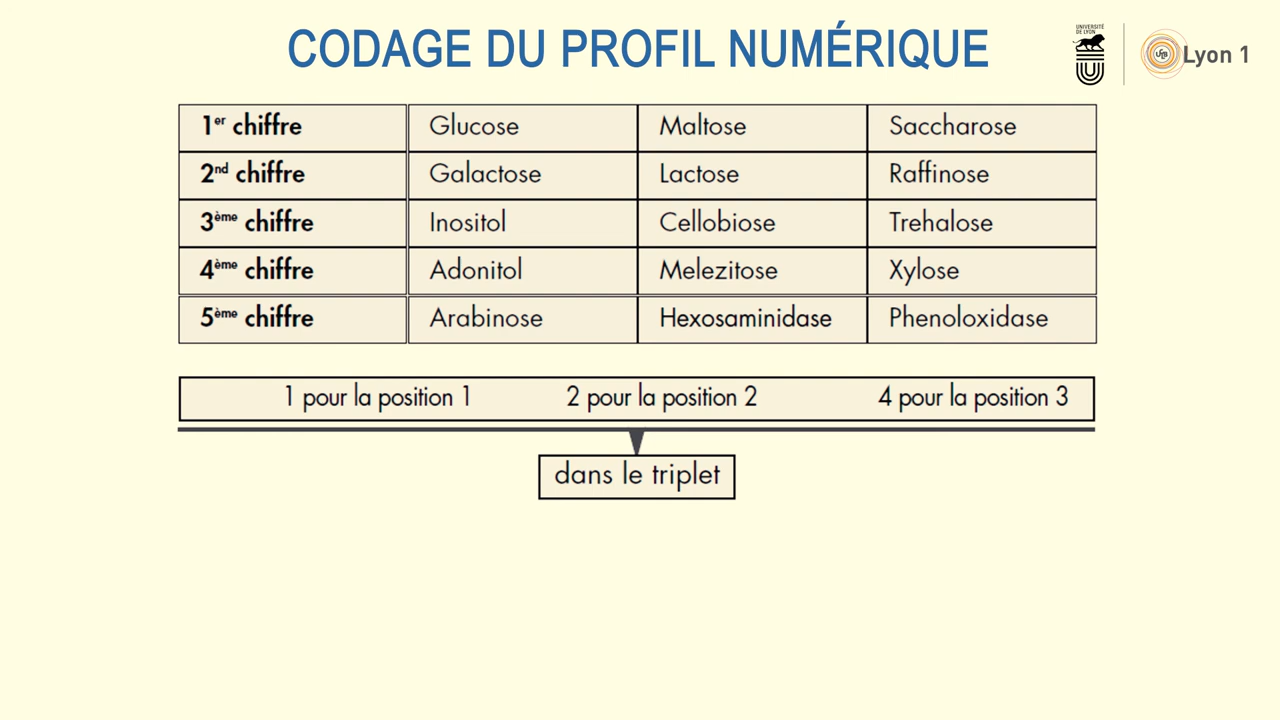 CODAGE DU PROFIL NUMÉRIQUE
UNIVERSITÉ
DE LYON
Lyon 1
1er chiffre Glucose Maltose Saccharose
2nd chiffre Galactose Lactose Raffinose
3ème chiffre Inositol Cellobiose Trehalose
4ème chiffre Adonitol Melezitose Xylose
5ème chiffre Arabinose Hexosaminidase Phenoloxidase
1 pour la position 1 2 pour la position 2 4 pour la position 3
dans le triplet